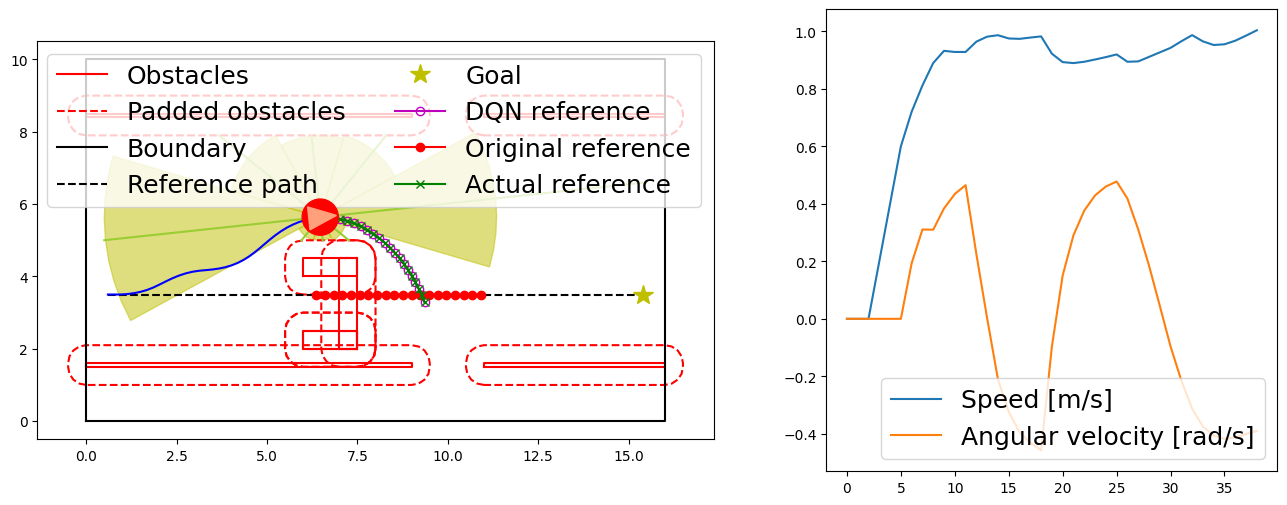 10
8
6
4
2
0
Obstacles
Padded obstacles
Boundary
Reference path
Goal
DQN reference
Original reference
Actual reference
0.0 2.5 5.0 7.5 10.0 12.5 15.0
1.0
0.8
0.6
0.4
0.2
0.0
−0.2
−0.4
Speed [m/s]
Angular velocity [rad/s]
0 5 10 15 20 25 30 35